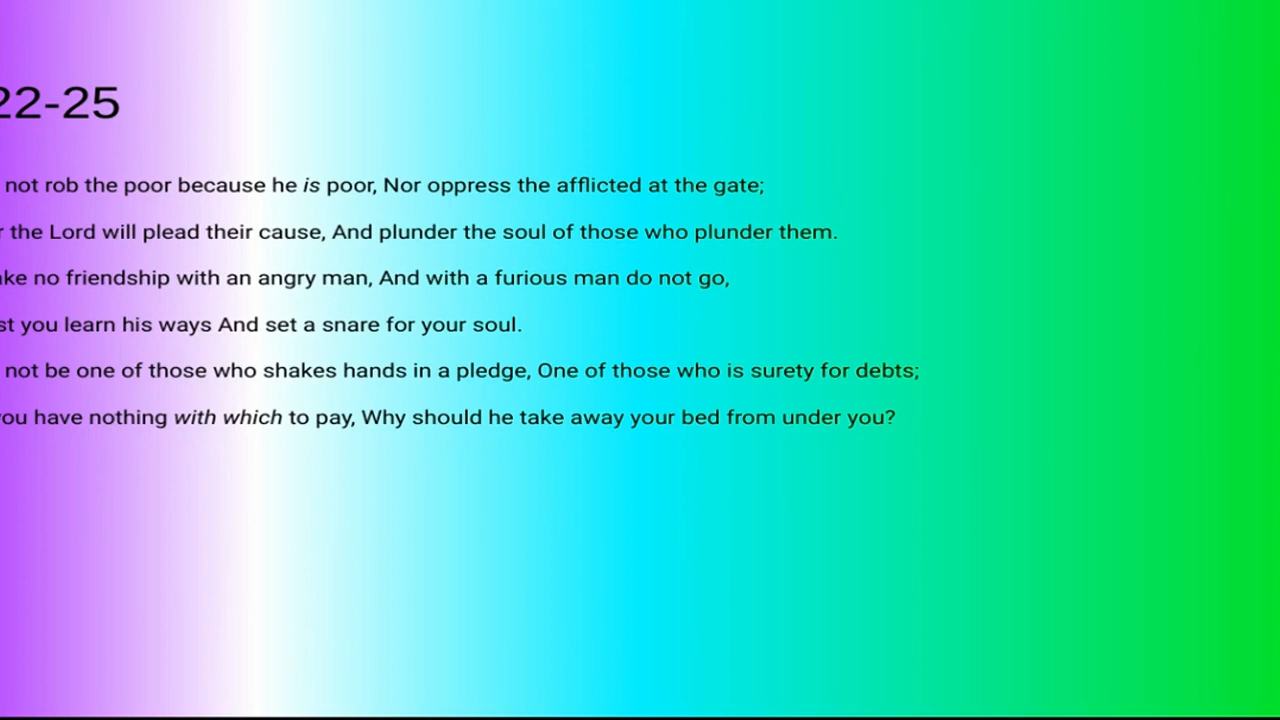 22-25
not rob the poor because he is poor, Nor oppress the afflicted at the gate;
the Lord will plead their cause, And plunder the soul of those who plunder them.
no friendship with an angry man, And with a furious man do not go,
you learn his ways And set a snare for your soul.
not be one of those who shakes hands in a pledge, One of those who is surety for debts;
you have nothing with which to pay, Why should he take away your bed from under you?